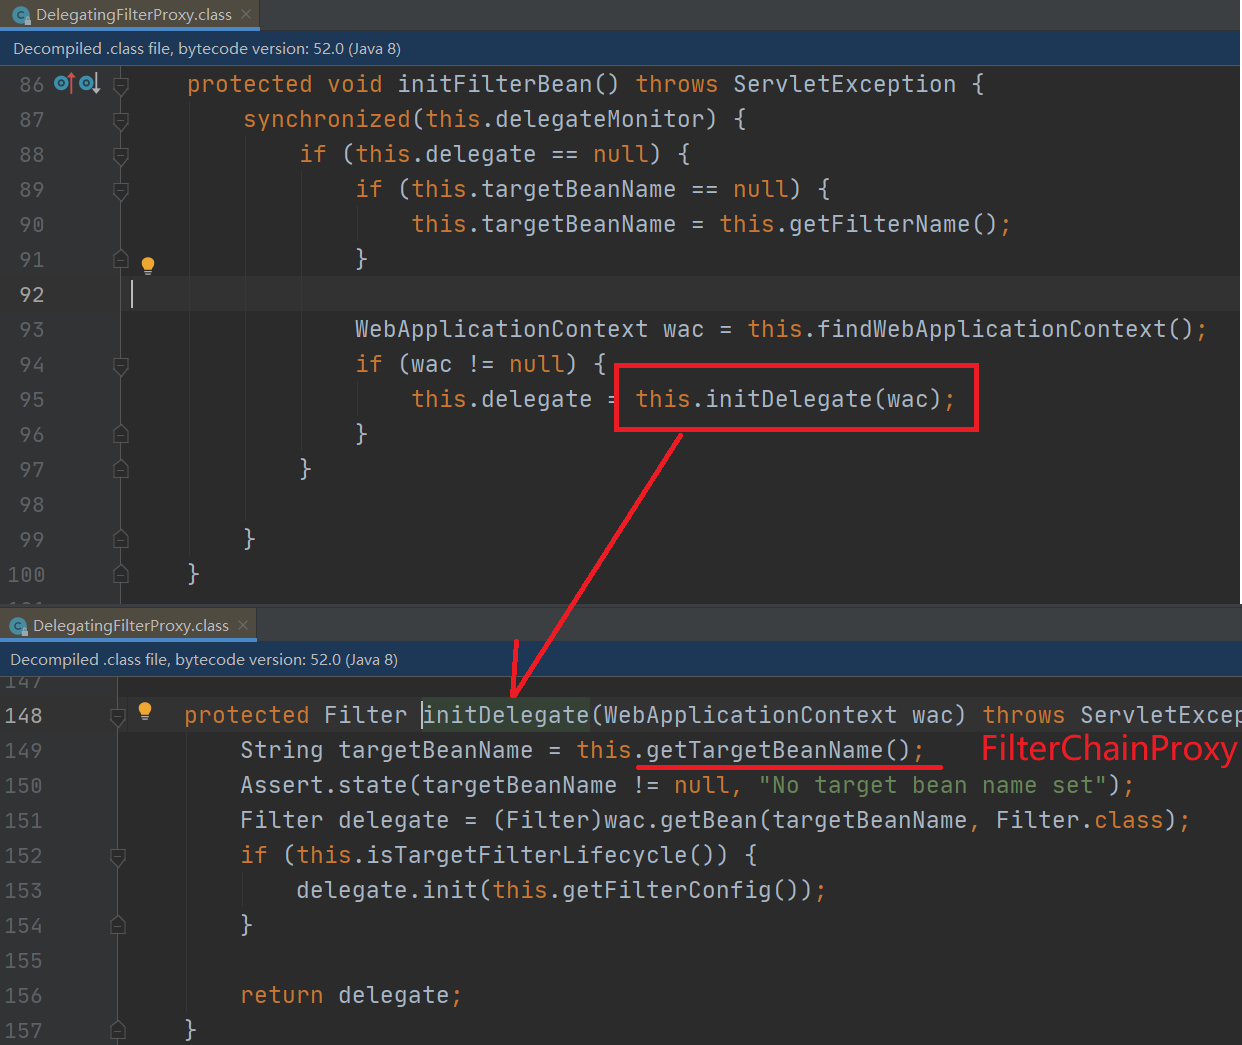 DelegatingFilterProxy.class
Decompiled .class file, bytecode version: 52.0 (Java 8)
86 protected void initFilterBean() throws ServletException {
87 synchronized(this.delegateMonitor) {
88 if (this.delegate == null) {
89 if (this.targetBeanName == null) {
90 this.targetBeanName = this.getFilterName();
91 }
92
93 WebApplicationContext wac = this.findWebApplicationContext();
94 if (wac != null) {
95 this.delegate = this.initDelegate(wac);
96 }
97 }
98
99 }
100 }
DelegatingFilterProxy.class
Decompiled .class file, bytecode version: 52.0 (Java 8)
147
148 protected Filter initDelegate(WebApplicationContext wac) throws ServletExcep
149 String targetBeanName = this.getTargetBeanName(); FilterChainProxy
150 Assert.state(targetBeanName != null, "No target bean name set");
151 Filter delegate = (Filter)wac.getBean(targetBeanName, Filter.class);
152 if (this.isTargetFilterLifecycle()) {
153 delegate.init(this.getFilterConfig());
154 }
155
156 return delegate;
157 }